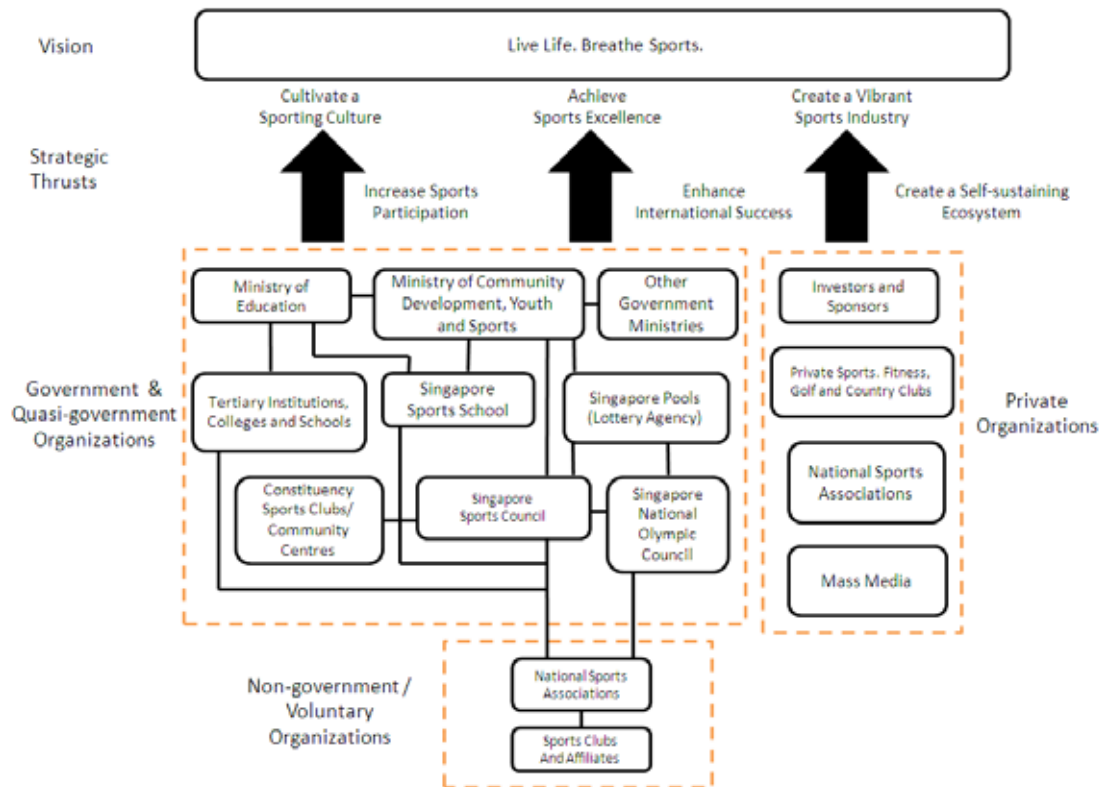 Vision
Live Life. Breathe Sports.
Cultivate a
Sporting Culture
Achieve
Sports Excellence
Create a Vibrant
Sports Industry
Strategic
Thrusts
Increase Sports
Participation
Enhance
International Success
Create a Self-sustaining
Ecosystem
Government &
Quasi-government
Organizations
Ministry of
Education
Ministry of Community
Development, Youth
and Sports
Other
Government
Ministries
Tertiary Institutions,
Colleges and Schools
Singapore
Sports School
Singapore Pools
(Lottery Agency)
Constituency
Sports Clubs/
Community
Centres
Singapore
Sports Council
Singapore
National
Olympic
Council
Investors and
Sponsors
Private Sports. Fitness,
Golf and Country Clubs
National Sports
Associations
Mass Media
Private
Organizations
Non-government /
Voluntary
Organizations
National Sports
Associations
Sports Clubs
And Affiliates